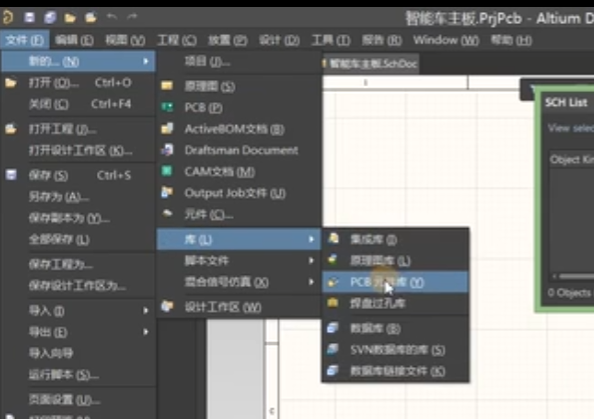 智能车主板.PrjPcb - Altium D
文件 (F) 编辑 (E) 视图 (V) 工程 (C) 放置 (P) 设计 (D) 工具 (T) 报告 (R) Window (W) 帮助 (H)
新的... (N)
打开 (O)... Ctrl+O
关闭 (C) Ctrl+F4
打开工程 (J)...
打开设计工作区 (K)...
保存 (S) Ctrl+S
另存为 (A)...
保存副本为 (Y)...
全部保存 (L)
保存工程为...
保存设计工作区为...
导入 (I)
导出 (E)
导入向导
运行脚本 (S)...
页面设置 (U)...
项目 (J)...
原理图 (S)
PCB (P)
ActiveBOM文档 (B)
Draftsman Document
CAM文档 (M)
Output Job文件 (U)
元件 (C)...
库 (L)
脚本文件
混合信号仿真 (X)
设计工作区 (W)
集成库 (I)
原理图库 (L)
PCB元件库 (Y)
焊盘过孔库
数据库 (B)
SVN数据库的库 (S)
数据库链接文件 (K)
智能车主板.SchDoc
1
SCH List
View selec
Object Kin
0 Objects
C